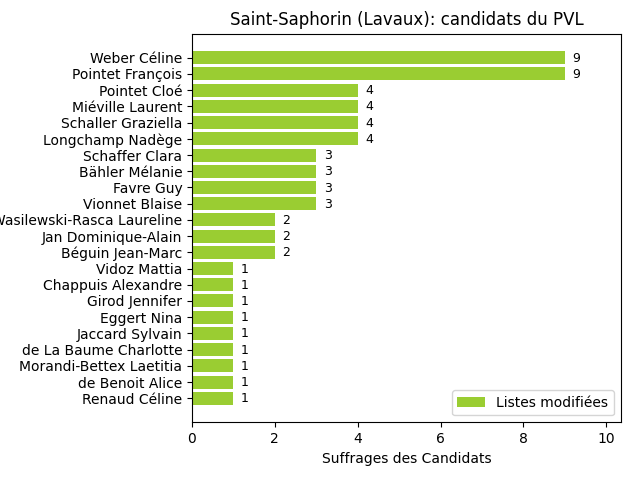 Saint-Saphorin (Lavaux): candidats du PVL
Weber Céline 9
Pointet François 9
Pointet Cloé 4
Miéville Laurent 4
Schaller Graziella 4
Longchamp Nadège 4
Schaffer Clara 3
Bähler Mélanie 3
Favre Guy 3
Vionnet Blaise 3
Wasilewski-Rasca Laureline 2
Jan Dominique-Alain 2
Béguin Jean-Marc 2
Vidoz Mattia 1
Chappuis Alexandre 1
Girod Jennifer 1
Eggert Nina 1
Jaccard Sylvain 1
de La Baume Charlotte 1
Morandi-Bettex Laetitia 1
de Benoit Alice 1
Renaud Céline 1
Listes modifiées
0 2 4 6 8 10
Suffrages des Candidats